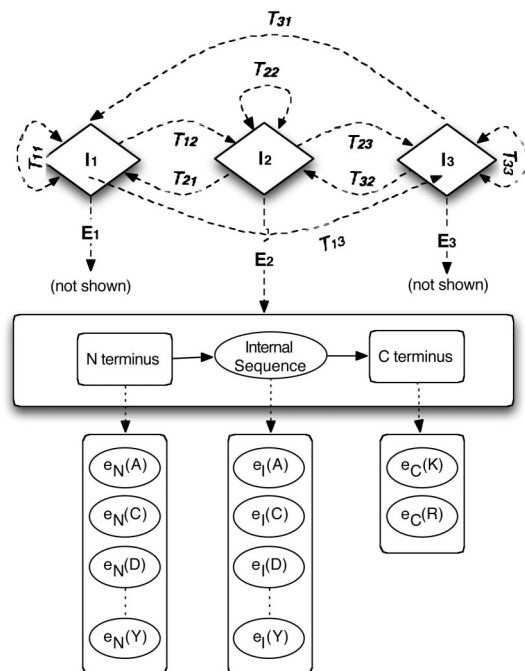 T31
T22
T11
I1
T12
I2
T23
I3
T33
T21
T32
T13
E1
E2
E3
(not shown)
(not shown)
N terminus
Internal
Sequence
C terminus
eN(A)
eI(A)
eC(K)
eN(C)
eI(C)
eC(R)
eN(D)
eI(D)
eN(Y)
eI(Y)